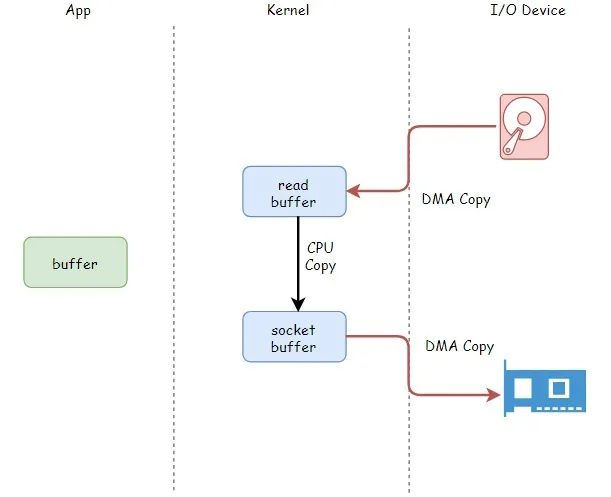 App
Kernel
I/O Device
read
buffer
DMA Copy
CPU
Copy
buffer
socket
buffer
DMA Copy